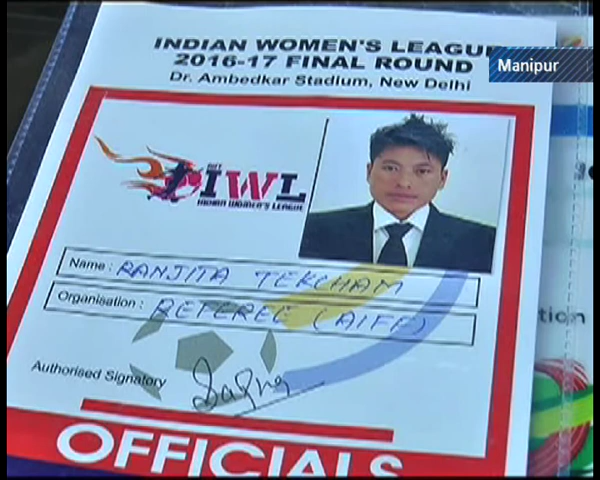 INDIAN WOMEN'S LEAGUE
2016-17 FINAL ROUND
Manipur
Dr. Ambedkar Stadium, New Delhi
IWL
INDIAN WOMEN'S LEAGUE
Name : RANJITA TEKCHAM
Organisation : REFEREE (AIFF)
Authorised Signatory
OFFICIALS